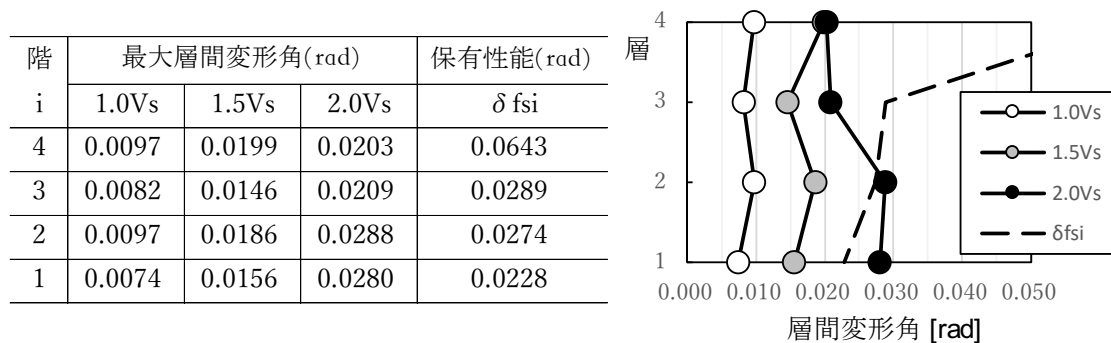 階 最大層間変形角(rad) 保有性能(rad)
i 1.0Vs 1.5Vs 2.0Vs δ fsi
4 0.0097 0.0199 0.0203 0.0643
3 0.0082 0.0146 0.0209 0.0289
2 0.0097 0.0186 0.0288 0.0274
1 0.0074 0.0156 0.0280 0.0228
層
4
3
2
1
0.000 0.010 0.020 0.030 0.040 0.050
層間変形角 [rad]
1.0Vs
1.5Vs
2.0Vs
δfsi